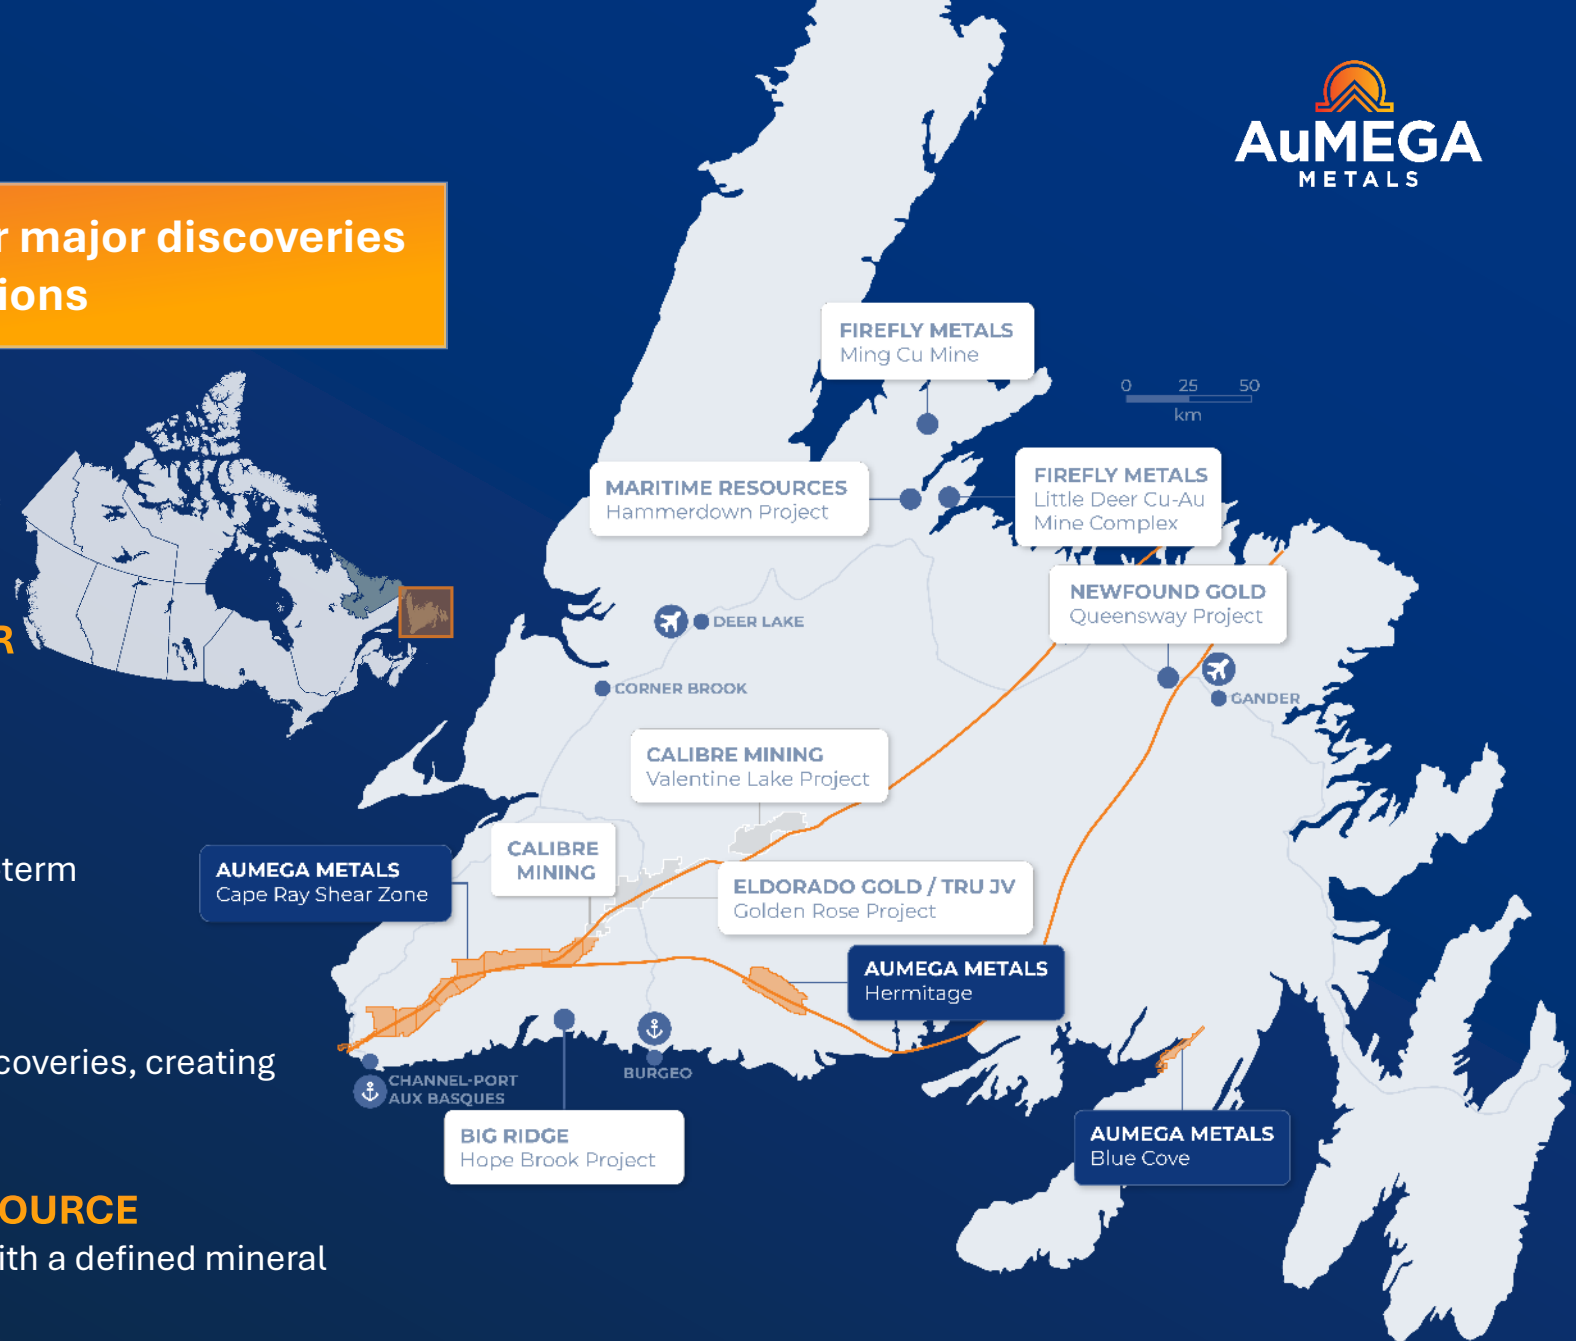 AuMEGA
METALS
r major discoveries
ions
FIREFLY METALS
Ming Cu Mine
0 25 50
km
MARITIME RESOURCES
Hammerdown Project
FIREFLY METALS
Little Deer Cu-Au
Mine Complex
NEWFOUND GOLD
Queensway Project
DEER LAKE
R
CORNER BROOK
GANDER
CALIBRE MINING
Valentine Lake Project
CALIBRE
MINING
term
AUMEGA METALS
Cape Ray Shear Zone
ELDORADO GOLD / TRU JV
Golden Rose Project
AUMEGA METALS
Hermitage
coveries, creating
CHANNEL-PORT
AUX BASQUES
BURGEO
BIG RIDGE
Hope Brook Project
AUMEGA METALS
Blue Cove
OURCE
ith a defined mineral